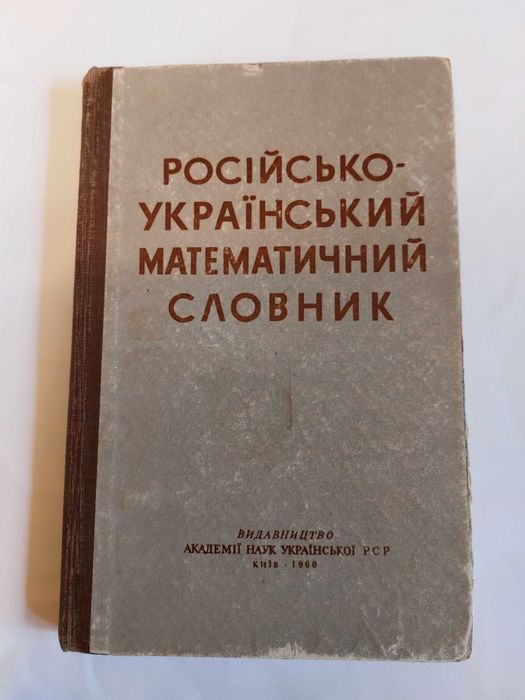 РОСІЙСЬКО-
УКРАЇНСЬКИЙ
МАТЕМАТИЧНИЙ
СЛОВНИК
ВИДАВНИЦТВО
АКАДЕМІЇ НАУК УКРАЇНСЬКОЇ РСР
КИЇВ · 1960